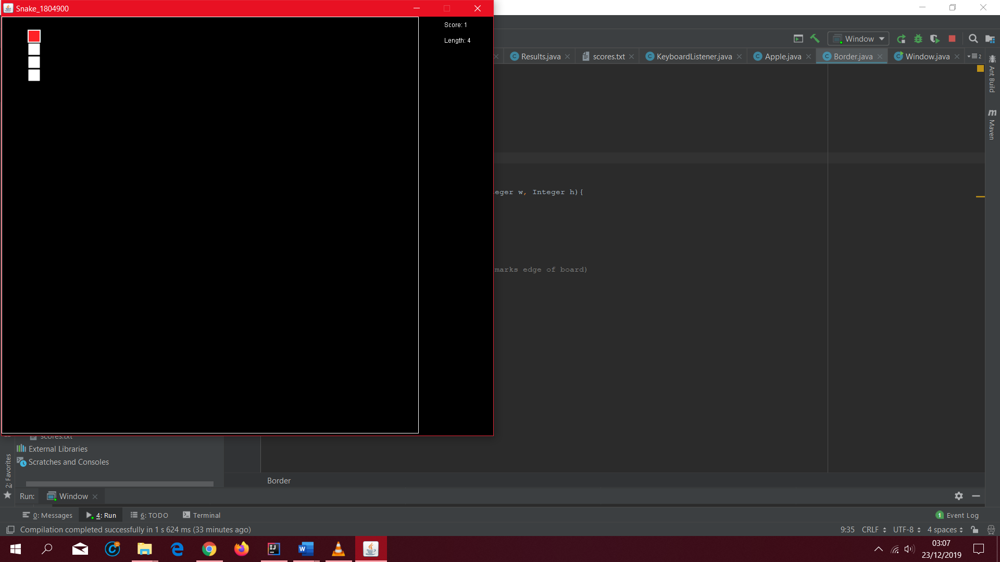 Snake_1804900
Score: 1
Length: 4
Window
Results.java
scores.txt
KeyboardListener.java
Apple.java
Border.java
Window.java
2
Ant Build
Maven
eger w, Integer h){
marks edge of board)
scores.txt
External Libraries
Scratches and Consoles
2: Favorites
Border
Run:
Window
0: Messages
4: Run
6: TODO
Terminal
1 Event Log
Compilation completed successfully in 1 s 624 ms (33 minutes ago)
9:35
CRLF
UTF-8
4 spaces
03:07
23/12/2019